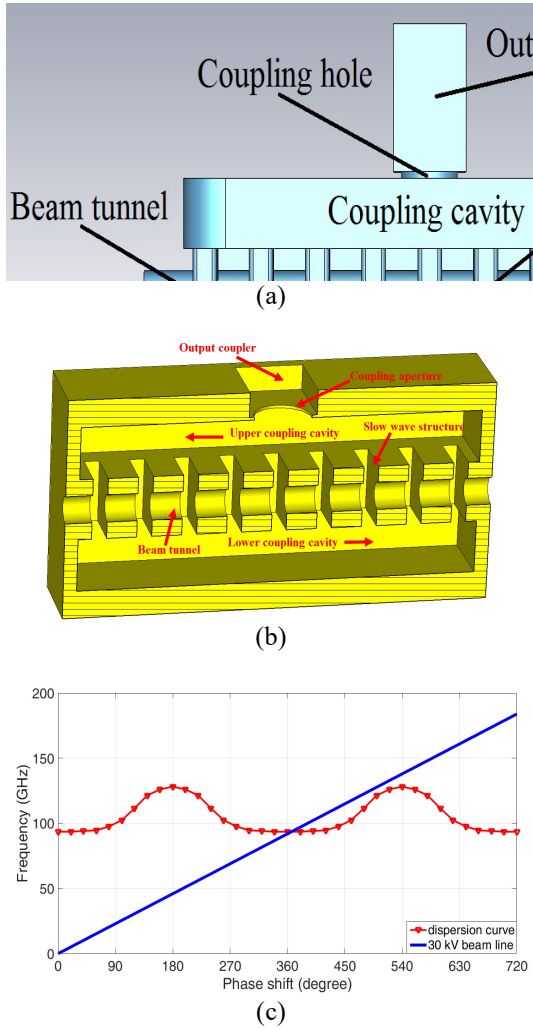 Out
Coupling hole
Beam tunnel
Coupling cavity
(a)
Output coupler
Coupling aperture
Upper coupling cavity
Slow wave structure
Beam tunnel
Lower coupling cavity
(b)
200
150
100
50
0
Frequency (GHz)
0 90 180 270 360 450 540 630 720
Phase shift (degree)
dispersion curve
30 kV beam line
(c)